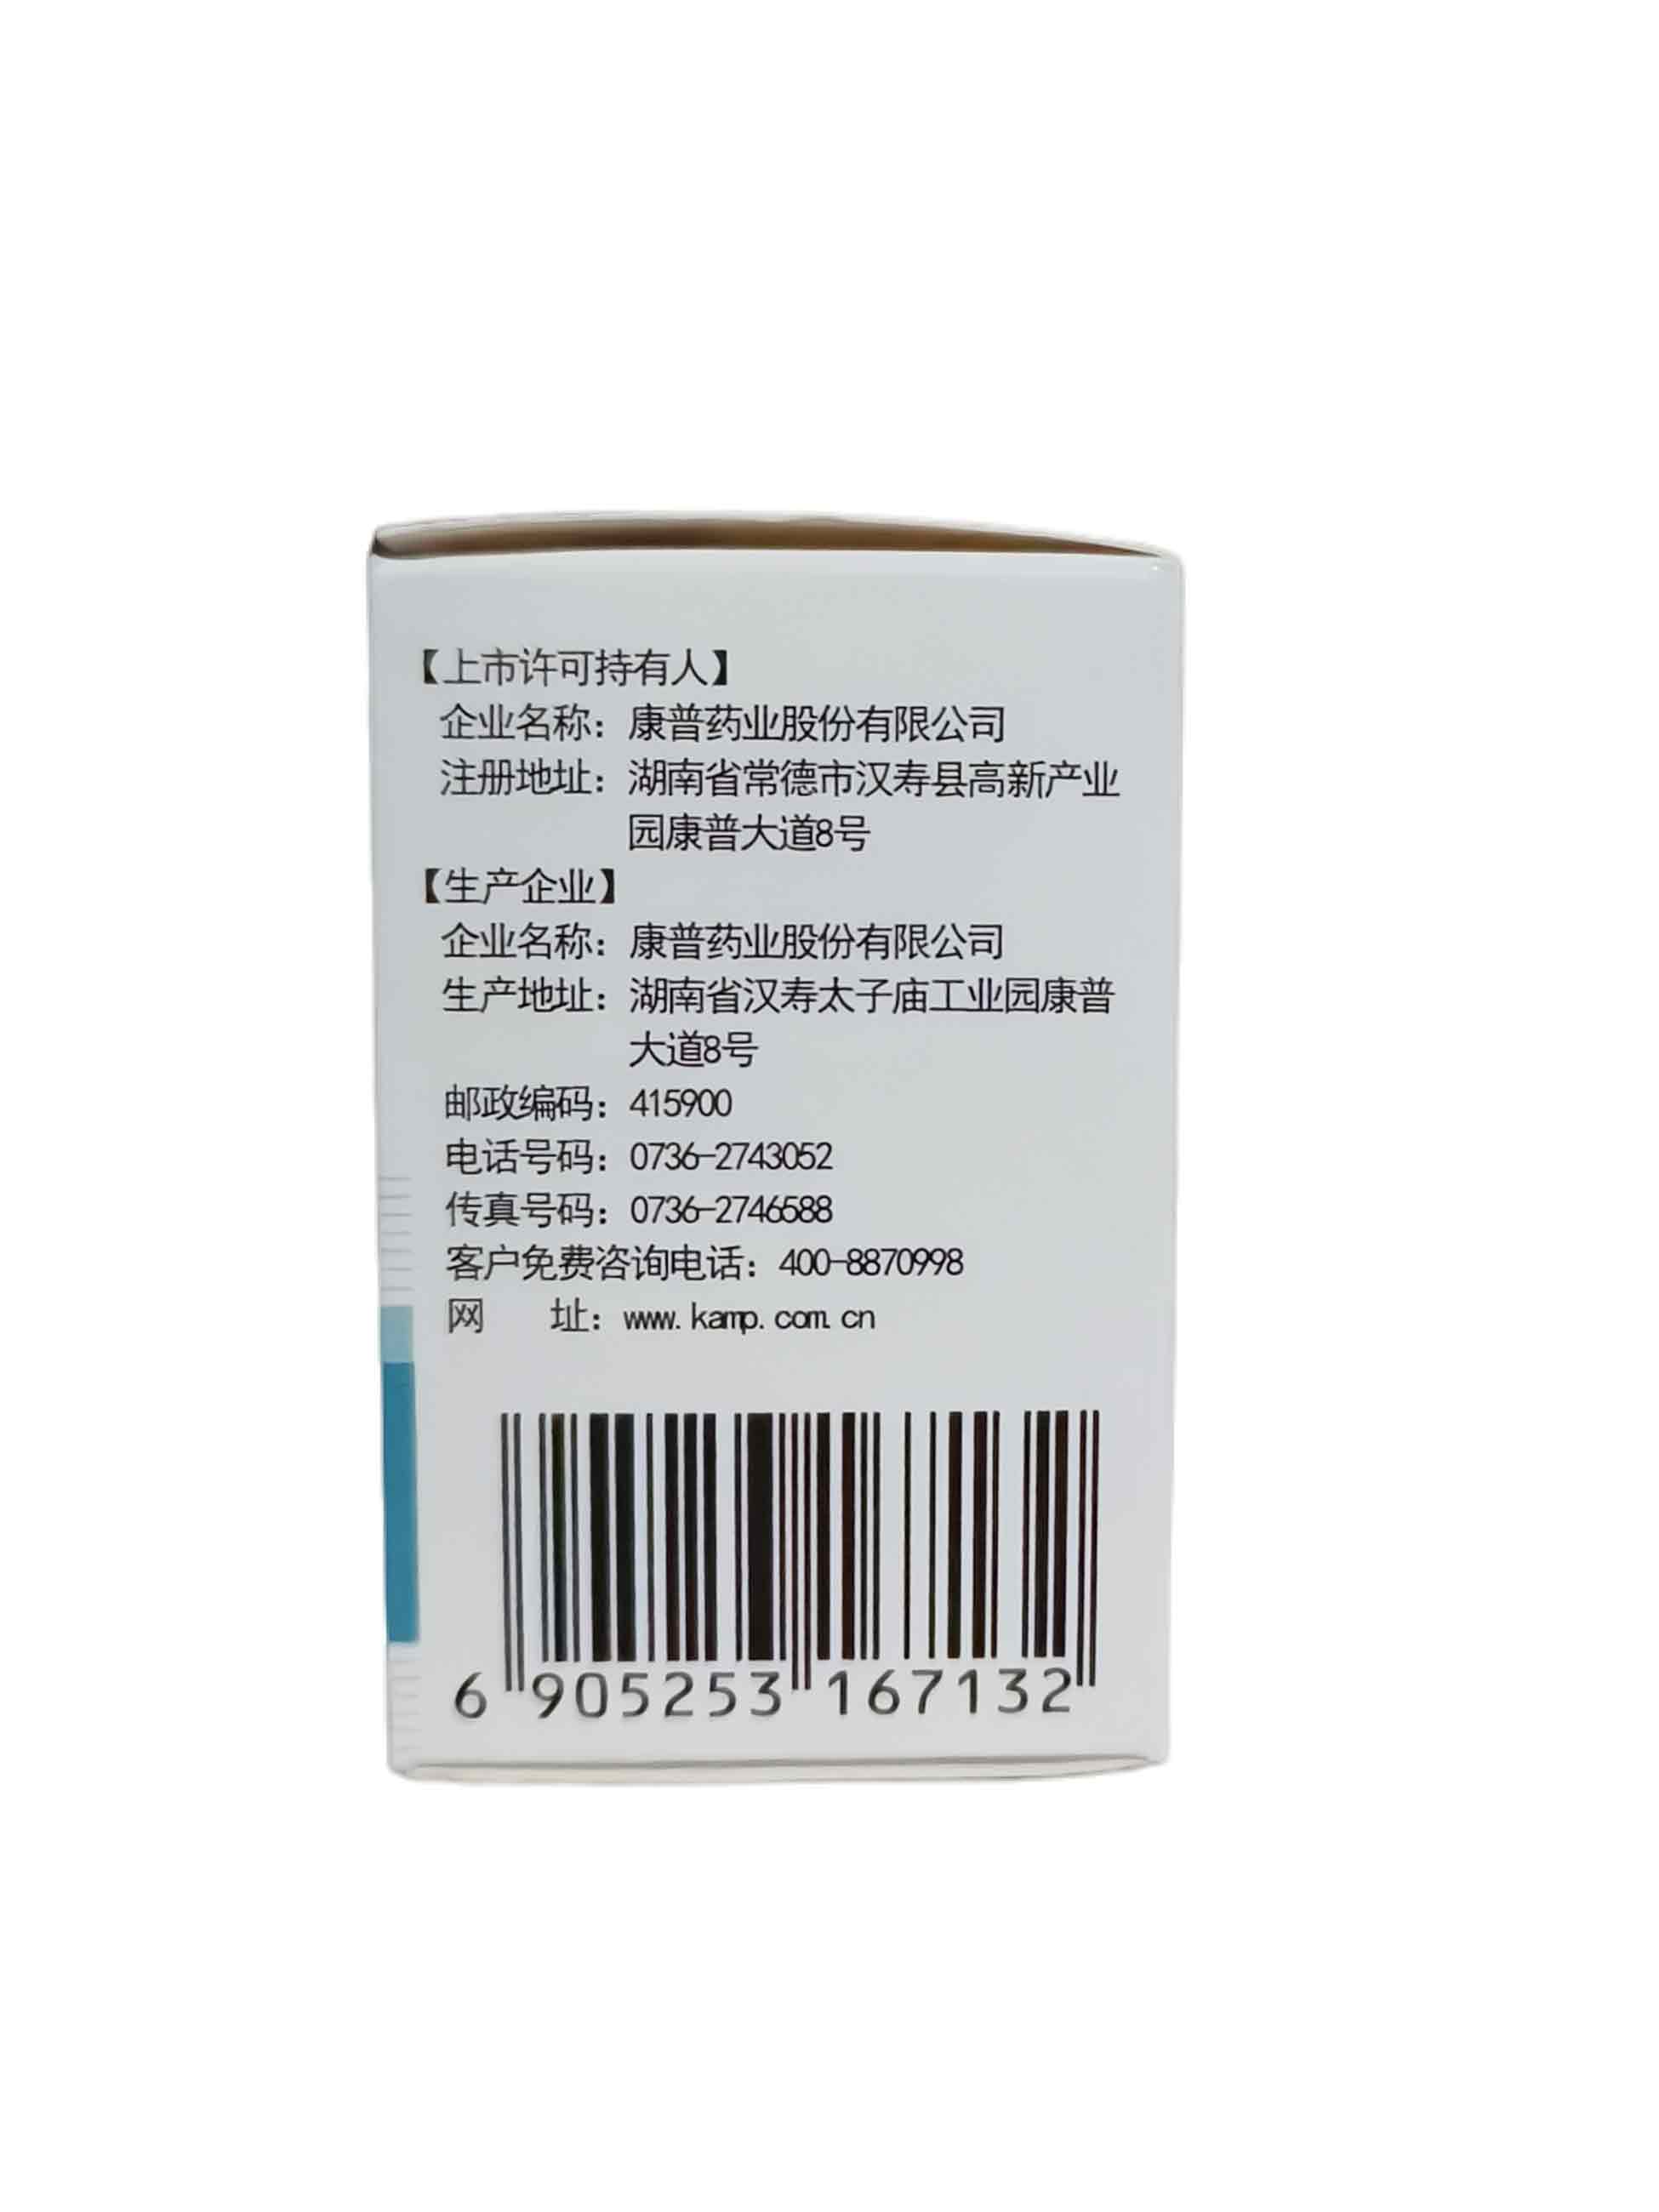 【上市许可持有人】
企业名称：康普药业股份有限公司
注册地址：湖南省常德市汉寿县高新产业
园康普大道8号
【生产企业】
企业名称：康普药业股份有限公司
生产地址：湖南省汉寿太子庙工业园康普
大道8号
邮政编码：415900
电话号码：0736-2743052
传真号码：0736-2746588
客户免费咨询电话：400-8870998
网　　址：www.kamp.com.cn
6 905253 167132